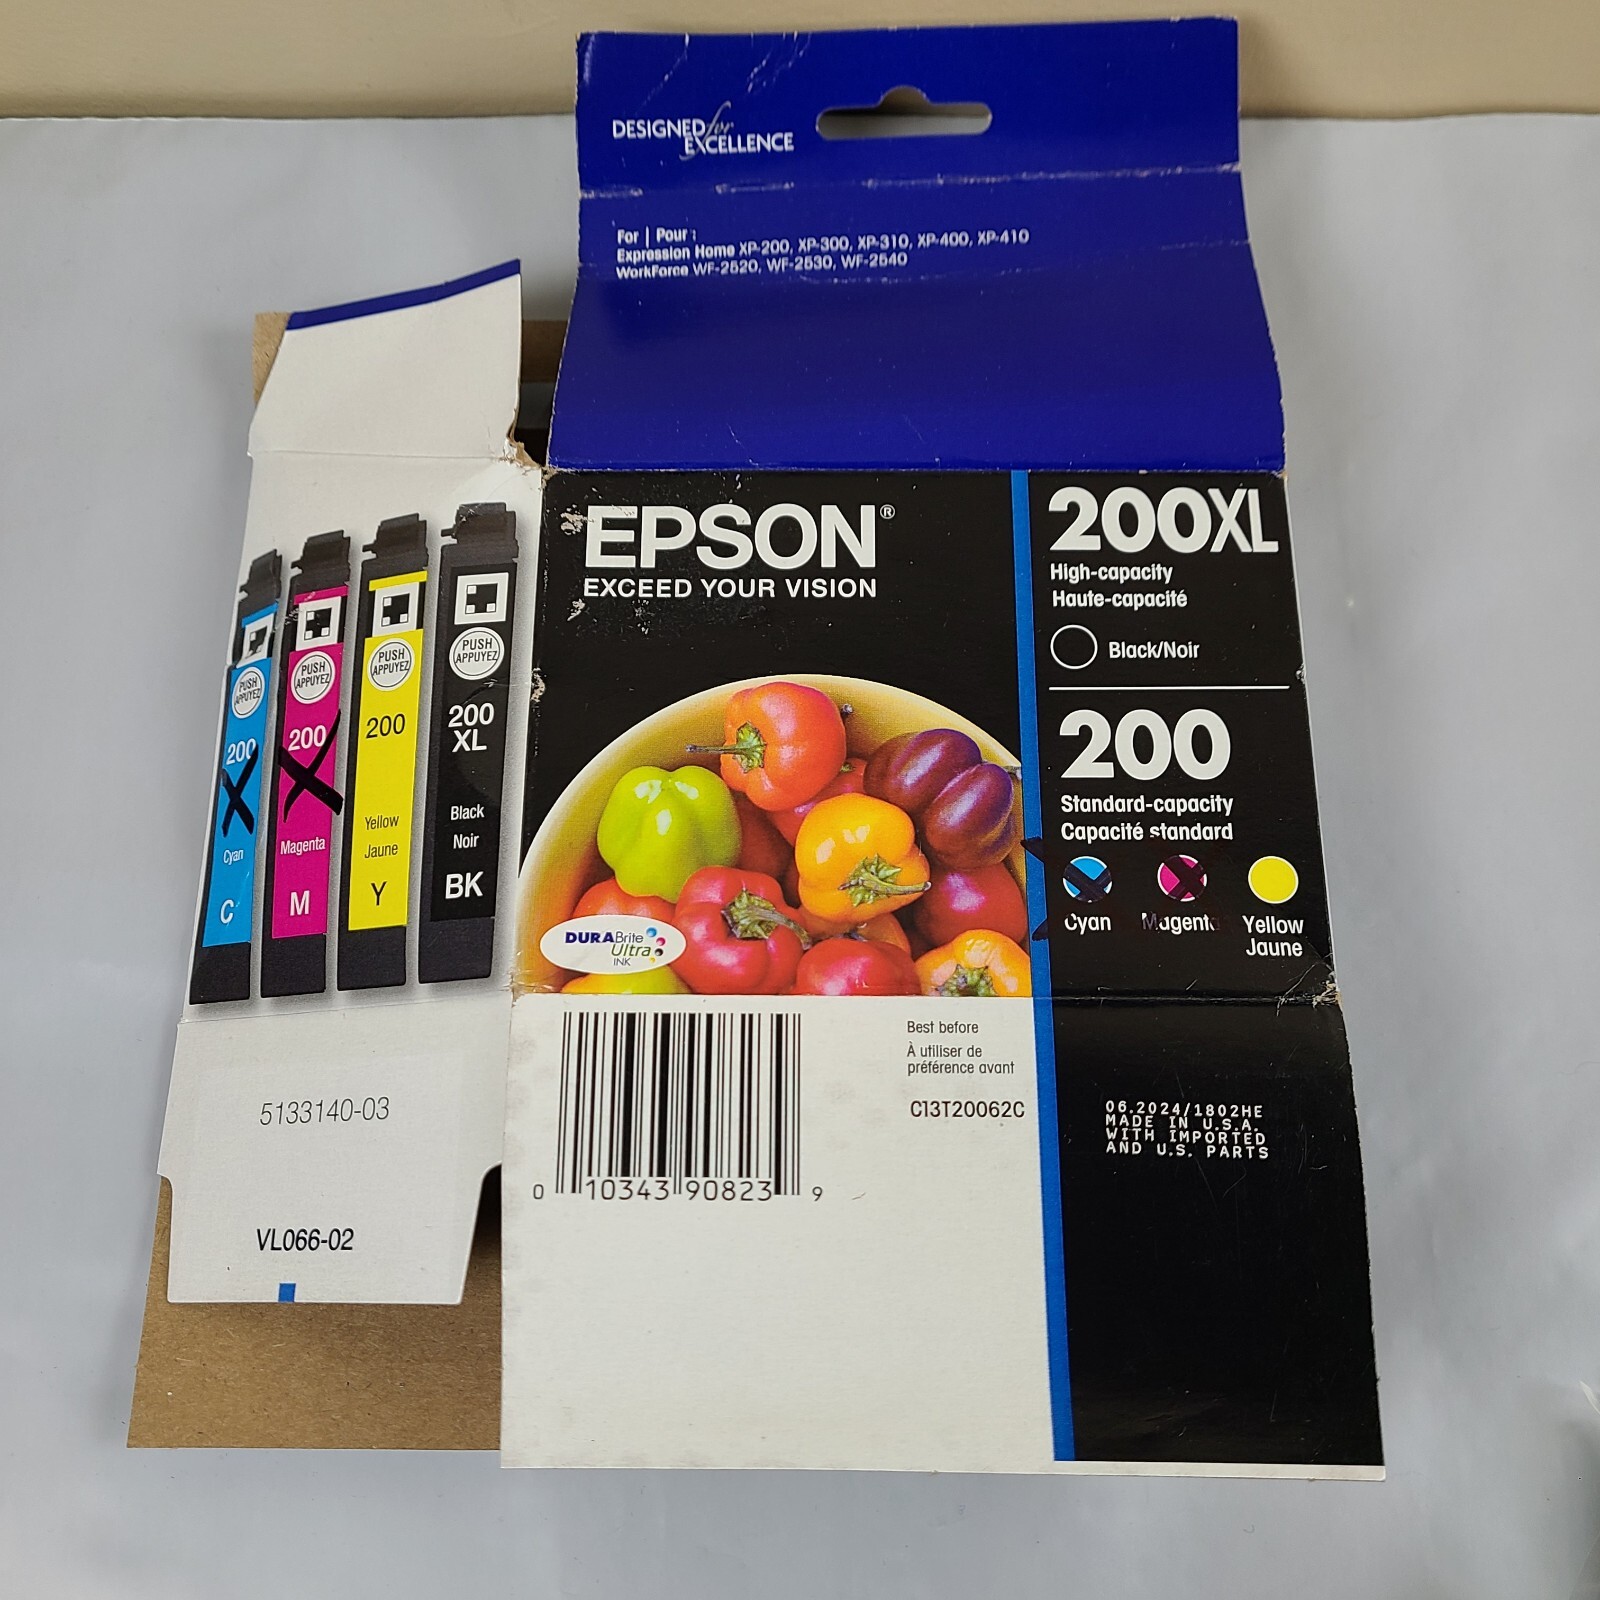 DESIGNED for
EXCELLENCE
For | Pour :
Expression Home XP-200, XP-300, XP-310, XP-400, XP-410
WorkForce WF-2520, WF-2530, WF-2540
EPSON®
EXCEED YOUR VISION
200XL
High-capacity
Haute-capacité
Black/Noir
200
Standard-capacity
Capacité standard
Cyan
Magenta
Yellow
Jaune
DURABrite
Ultra
INK
PUSH
APPUYEZ
200
Cyan
C
PUSH
APPUYEZ
200
Magenta
M
PUSH
APPUYEZ
200
Yellow
Jaune
Y
PUSH
APPUYEZ
200
XL
Black
Noir
BK
5133140-03
VL066-02
Best before
À utiliser de
préférence avant
C13T20062C
0 10343 90823 9
06.2024/1802HE
MADE IN U.S.A.
WITH IMPORTED
AND U.S. PARTS